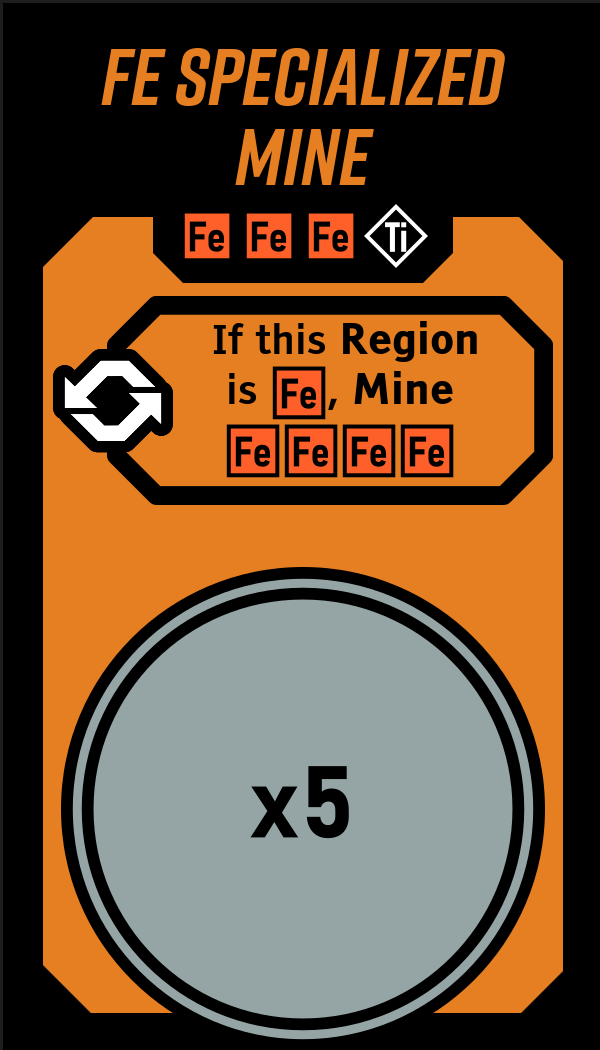 FE SPECIALIZED
MINE
Fe Fe Fe Ti
If this Region
is Fe, Mine
Fe Fe Fe Fe
x5